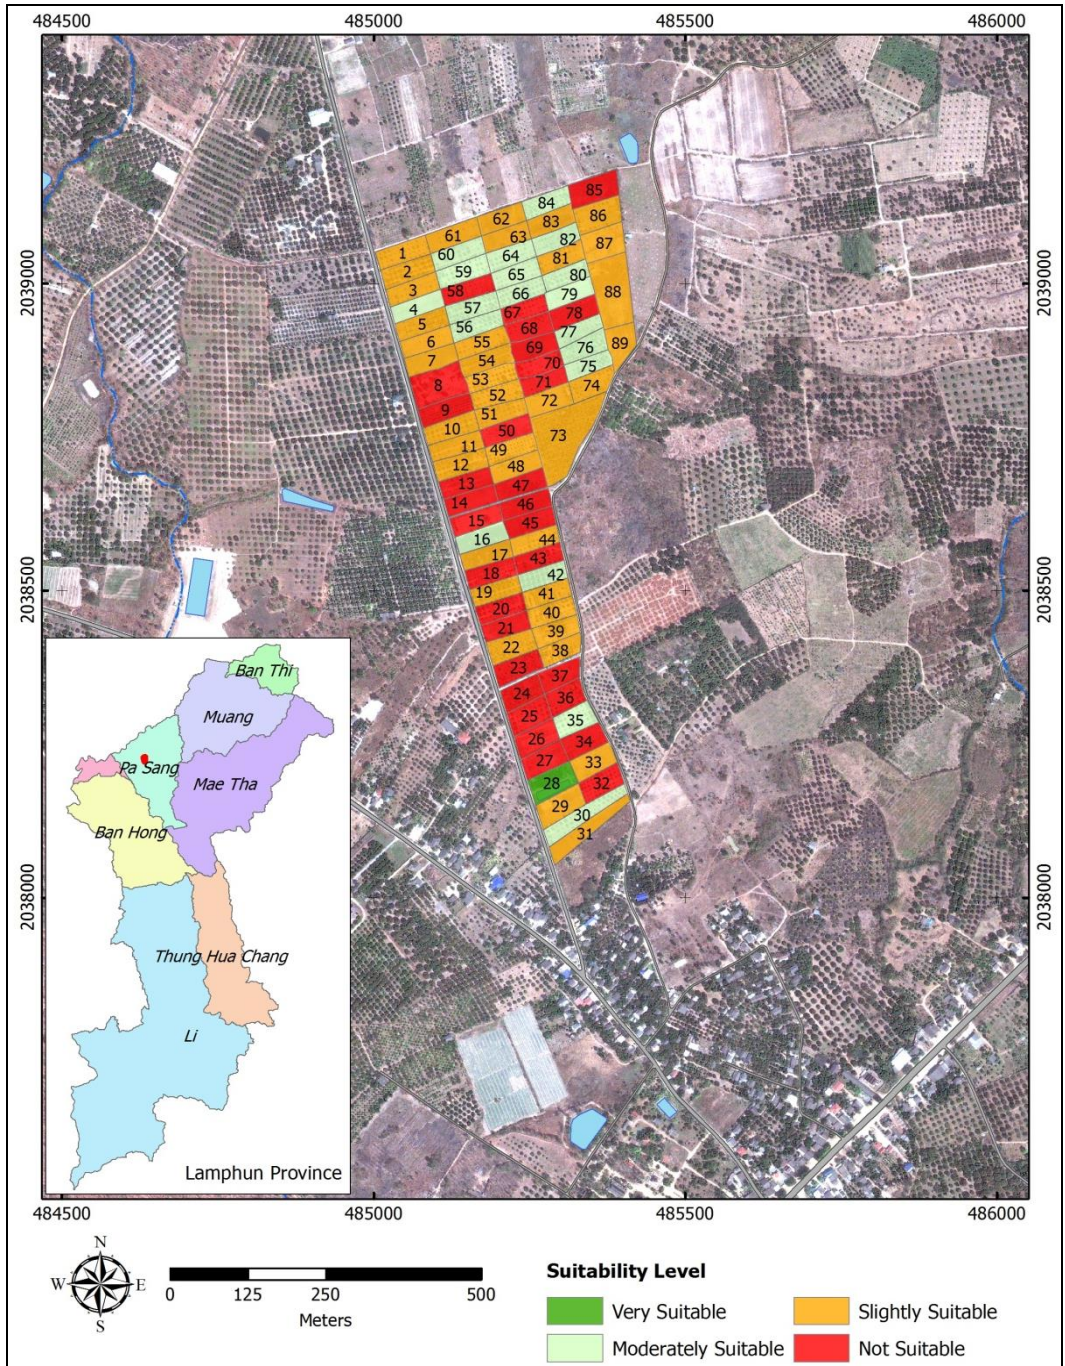 484500 485000 485500 486000
2039000 2039000
2038500 2038500
2038000 2038000
85
84
86
62 83
61 63 82 87
1 60 64 81
2 59 65 80
3 58 66 79 88
4 57 67 78
5 56 68 77
6 55 69 76 89
7 54 70 75
8 53 71 74
52 72
9 51
10 50 73
11 49
12 48
13 47
14 46
15 45
16 44
17 43
18 42
19 41
20 40
21 39
22 38
23 37
24 36
25 35
26 34
27 33
28 32
29 30
31
Ban Thi
Muang
Pa Sang
Mae Tha
Ban Hong
Thung Hua Chang
Li
Lamphun Province
484500 485000 485500 486000
N
W E
S
0 125 250 500
Meters
Suitability Level
Very Suitable
Slightly Suitable
Moderately Suitable
Not Suitable